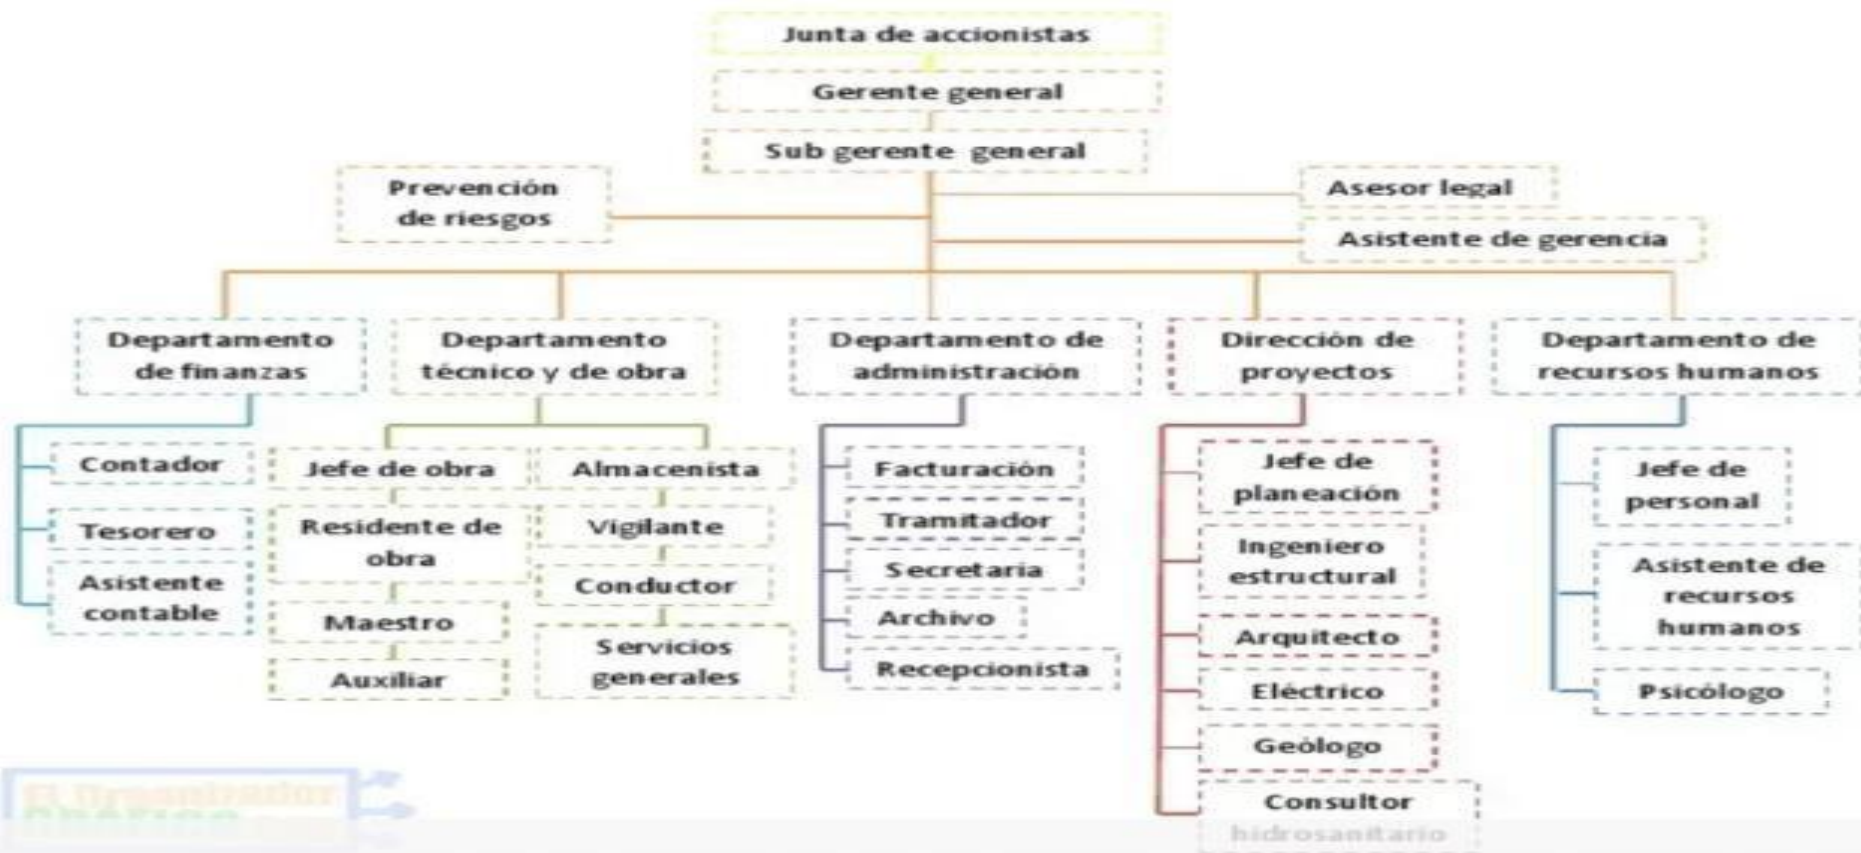 Junta de accionistas
Gerente general
Sub gerente general
Prevención
de riesgos
Asesor legal
Asistente de gerencia
Departamento
de finanzas
Departamento
técnico y de obra
Departamento de
administración
Dirección de
proyectos
Departamento de
recursos humanos
Contador
Tesorero
Asistente
contable
Jefe de obra
Residente de
obra
Maestro
Auxiliar
Almacenista
Vigilante
Conductor
Servicios
generales
Facturación
Tramitador
Secretaria
Archivo
Recepcionista
Jefe de
planeación
Ingeniero
estructural
Arquitecto
Eléctrico
Geólogo
Consultor
hidrosanitario
Jefe de
personal
Asistente de
recursos
humanos
Psicólogo
El Organizador